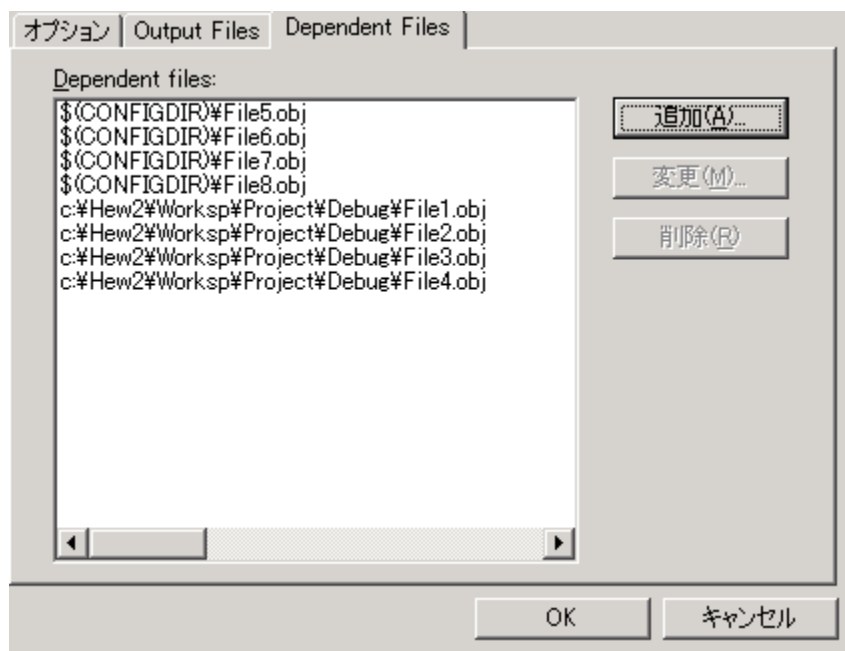 オプション Output Files Dependent Files
Dependent files:
$(CONFIGDIR)¥File5.obj
$(CONFIGDIR)¥File6.obj
$(CONFIGDIR)¥File7.obj
$(CONFIGDIR)¥File8.obj
c:¥Hew2¥Worksp¥Project¥Debug¥File1.obj
c:¥Hew2¥Worksp¥Project¥Debug¥File2.obj
c:¥Hew2¥Worksp¥Project¥Debug¥File3.obj
c:¥Hew2¥Worksp¥Project¥Debug¥File4.obj
追加(A)...
変更(M)...
削除(R)
OK キャンセル